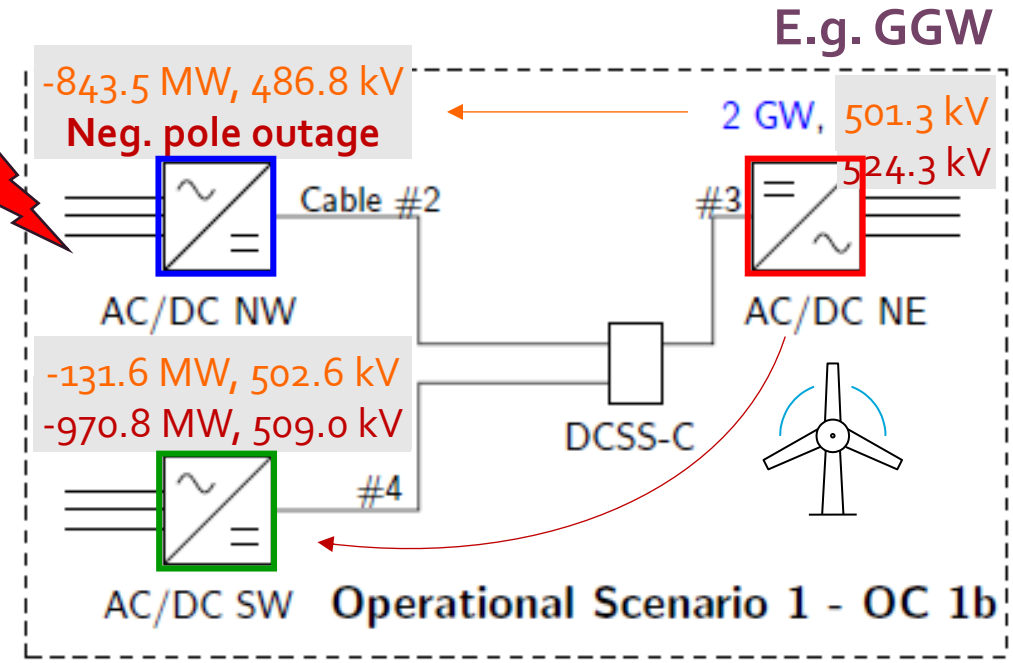 E.g. GGW
-843.5 MW, 486.8 kV
Neg. pole outage
2 GW, 501.3 kV
524.3 kV
Cable #2
#3
AC/DC NW
AC/DC NE
-131.6 MW, 502.6 kV
-970.8 MW, 509.0 kV
DCSS-C
#4
AC/DC SW
Operational Scenario 1 - OC 1b